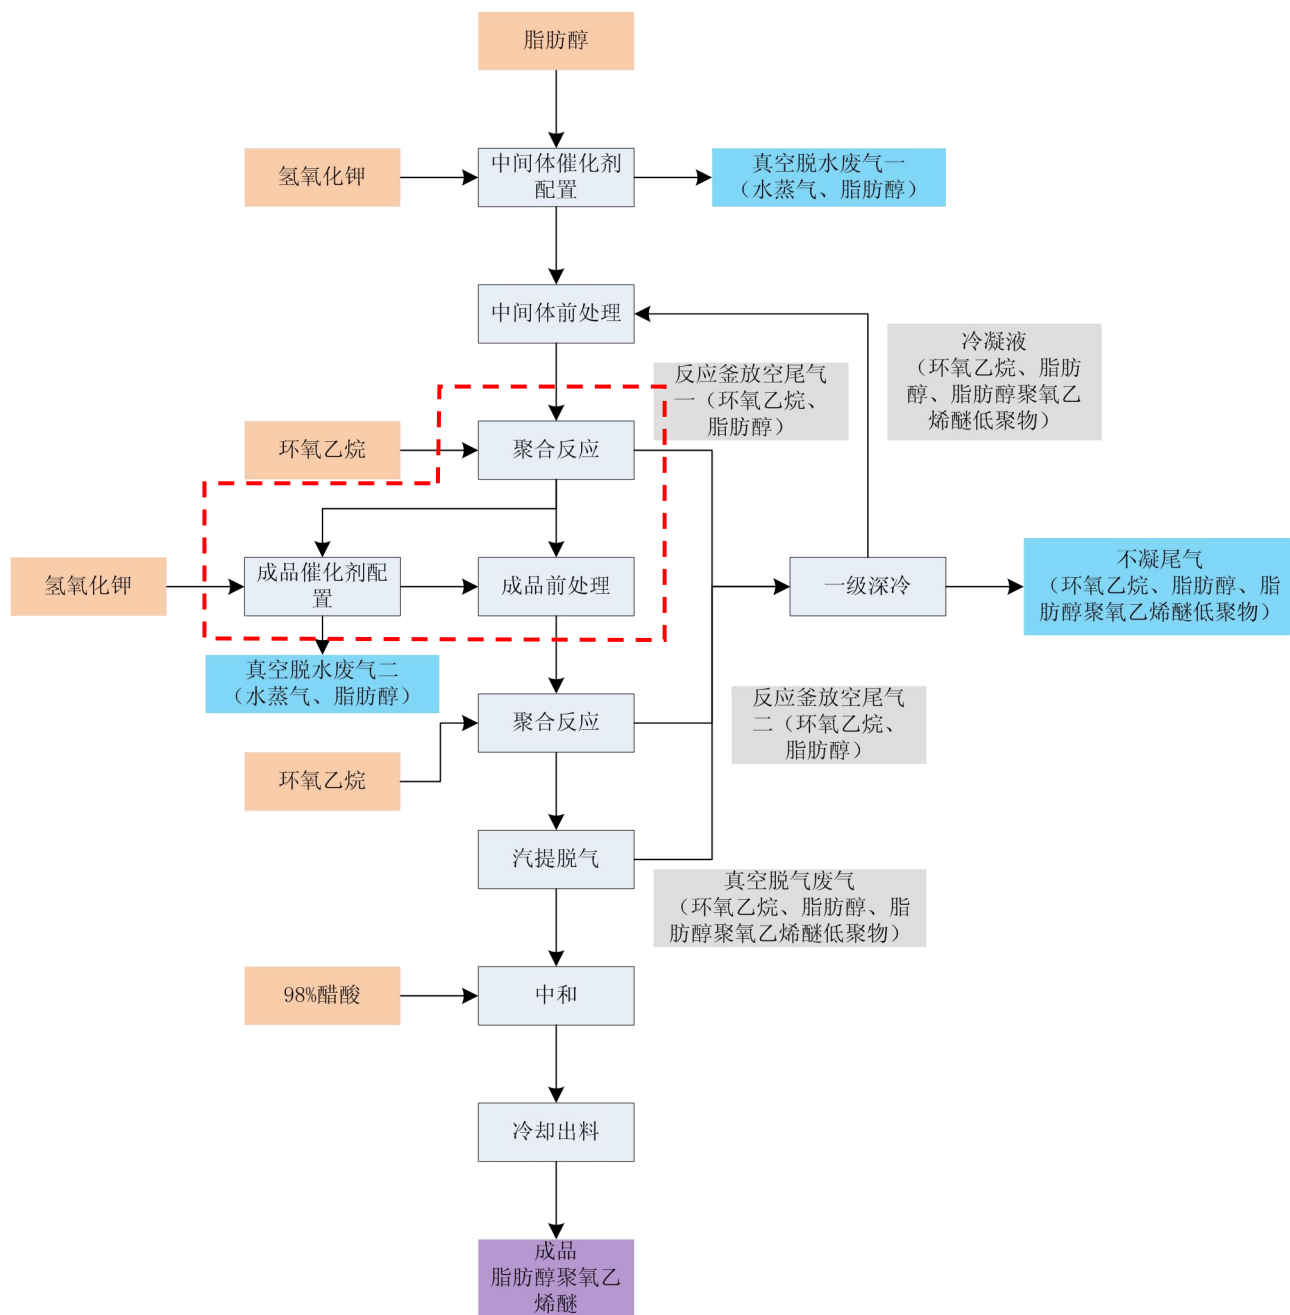 脂肪醇
氢氧化钾
中间体催化剂
配置
真空脱水废气一
（水蒸气、脂肪醇）
中间体前处理
冷凝液
（环氧乙烷、脂肪
醇、脂肪醇聚氧乙
烯醚低聚物）
反应釜放空尾气
一（环氧乙烷、
脂肪醇）
环氧乙烷
聚合反应
氢氧化钾
成品催化剂配
置
成品前处理
一级深冷
不凝尾气
（环氧乙烷、脂肪醇、脂
肪醇聚氧乙烯醚低聚物）
真空脱水废气二
（水蒸气、脂肪醇）
聚合反应
反应釜放空尾气
二（环氧乙烷、
脂肪醇）
环氧乙烷
汽提脱气
真空脱气废气
（环氧乙烷、脂肪醇、脂
肪醇聚氧乙烯醚低聚物）
98%醋酸
中和
冷却出料
成品
脂肪醇聚氧乙
烯醚